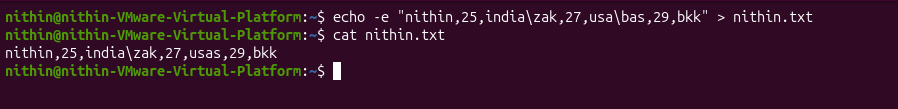 nithin@nithin-VMware-Virtual-Platform:~$ echo -e "nithin,25,india\zak,27,usa\bas,29,bkk" > nithin.txt
nithin@nithin-VMware-Virtual-Platform:~$ cat nithin.txt
nithin,25,india\zak,27,usas,29,bkk
nithin@nithin-VMware-Virtual-Platform:~$